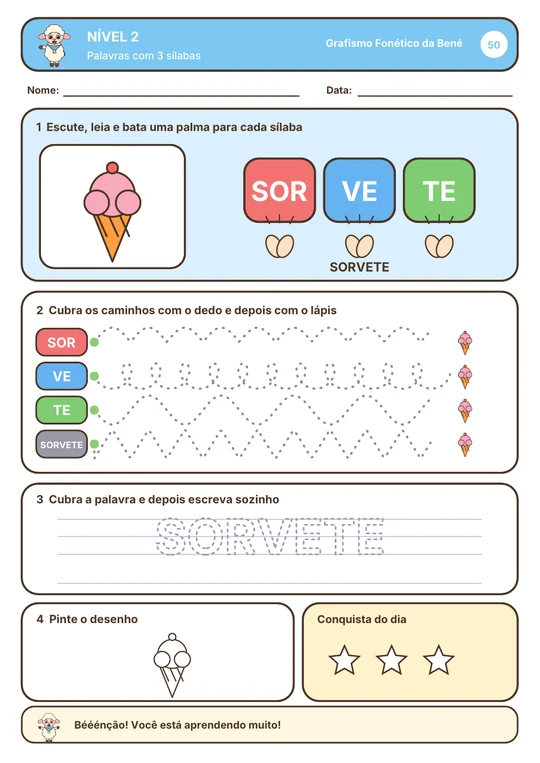 NÍVEL 2
Palavras com 3 sílabas
Grafismo Fonético da Bené
50
Nome:
Data:
1 Escute, leia e bata uma palma para cada sílaba
SOR VE TE
SORVETE
2 Cubra os caminhos com o dedo e depois com o lápis
SOR
VE
TE
SORVETE
3 Cubra a palavra e depois escreva sozinho
SORVETE
4 Pinte o desenho
Conquista do dia
Bééénção! Você está aprendendo muito!